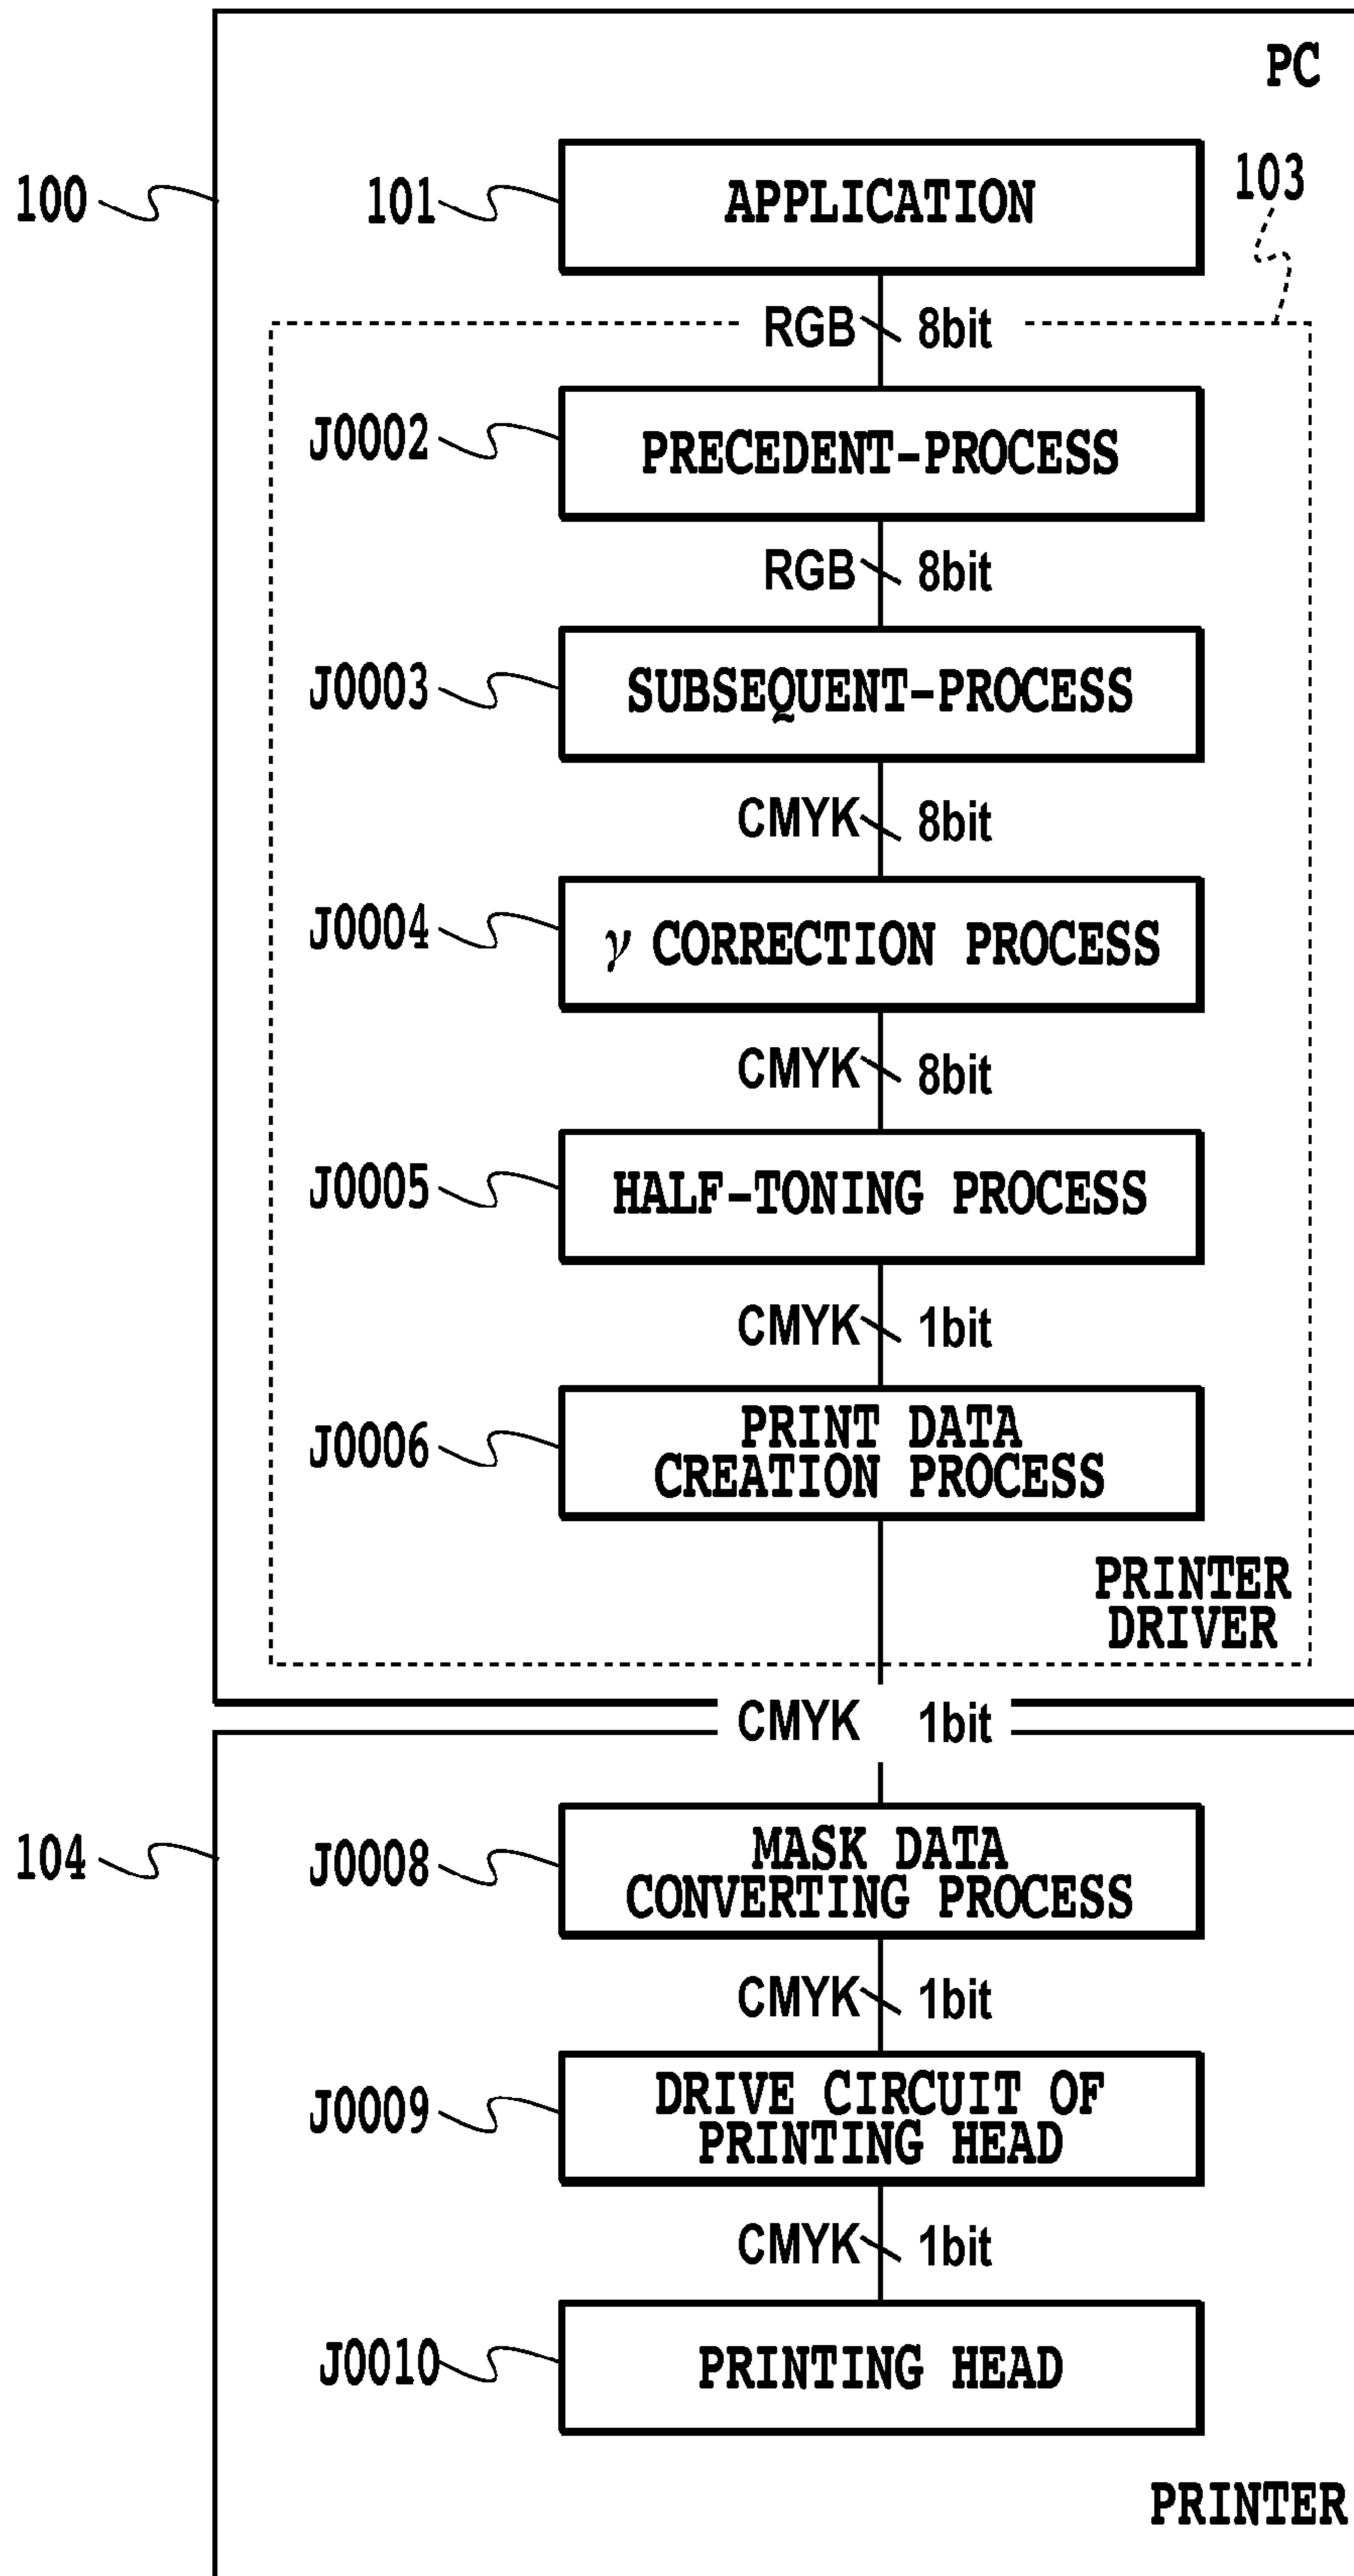 PC
100
101
APPLICATION
103
RGB 8bit
J0002
PRECEDENT-PROCESS
RGB 8bit
J0003
SUBSEQUENT-PROCESS
CMYK 8bit
J0004
γ CORRECTION PROCESS
CMYK 8bit
J0005
HALF-TONING PROCESS
CMYK 1bit
J0006
PRINT DATA
CREATION PROCESS
PRINTER
DRIVER
CMYK 1bit
104
J0008
MASK DATA
CONVERTING PROCESS
CMYK 1bit
J0009
DRIVE CIRCUIT OF
PRINTING HEAD
CMYK 1bit
J0010
PRINTING HEAD
PRINTER